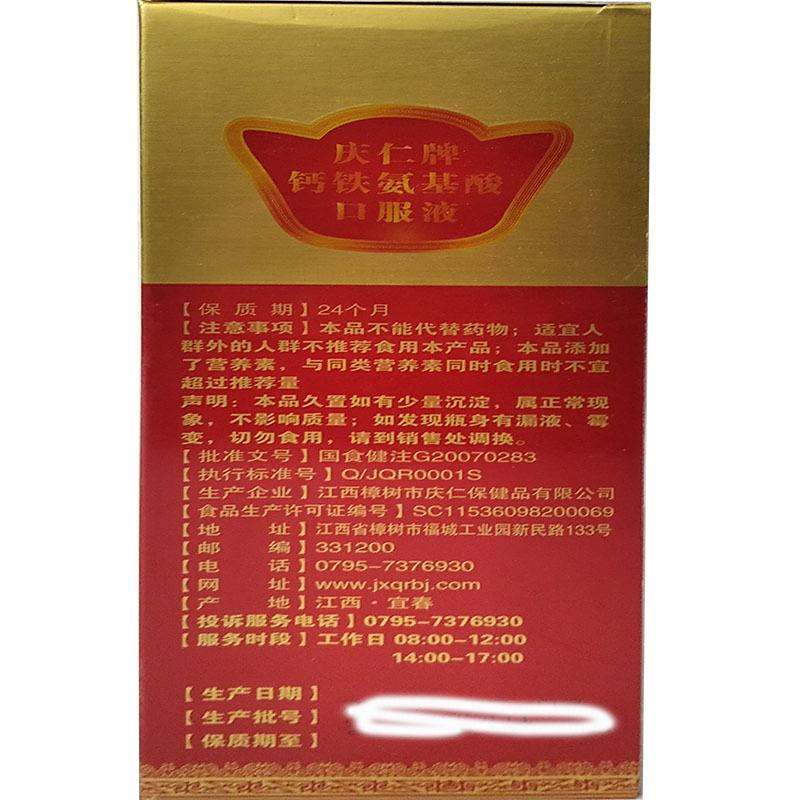 庆仁牌
钙铁氨基酸
口服液
【保质期】24个月
【注意事项】本品不能代替药物；适宜人
群外的人群不推荐食用本产品；本品添加
了营养素，与同类营养素同时食用时不宜
超过推荐量
声明：本品久置如有少量沉淀，属正常现
象，不影响质量；如发现瓶身有漏液、霉
变，切勿食用，请到销售处调换。
【批准文号】国食健注G20070283
【执行标准号】Q/JQR0001S
【生产企业】江西樟树市庆仁保健品有限公司
【食品生产许可证编号】SC11536098200069
【地址】江西省樟树市福城工业园新民路133号
【邮编】331200
【电话】0795-7376930
【网址】www.jxqrbj.com
【产地】江西·宜春
【投诉服务电话】0795-7376930
【服务时段】工作日 08:00-12:00
14:00-17:00
【生产日期】
【生产批号】
【保质期至】